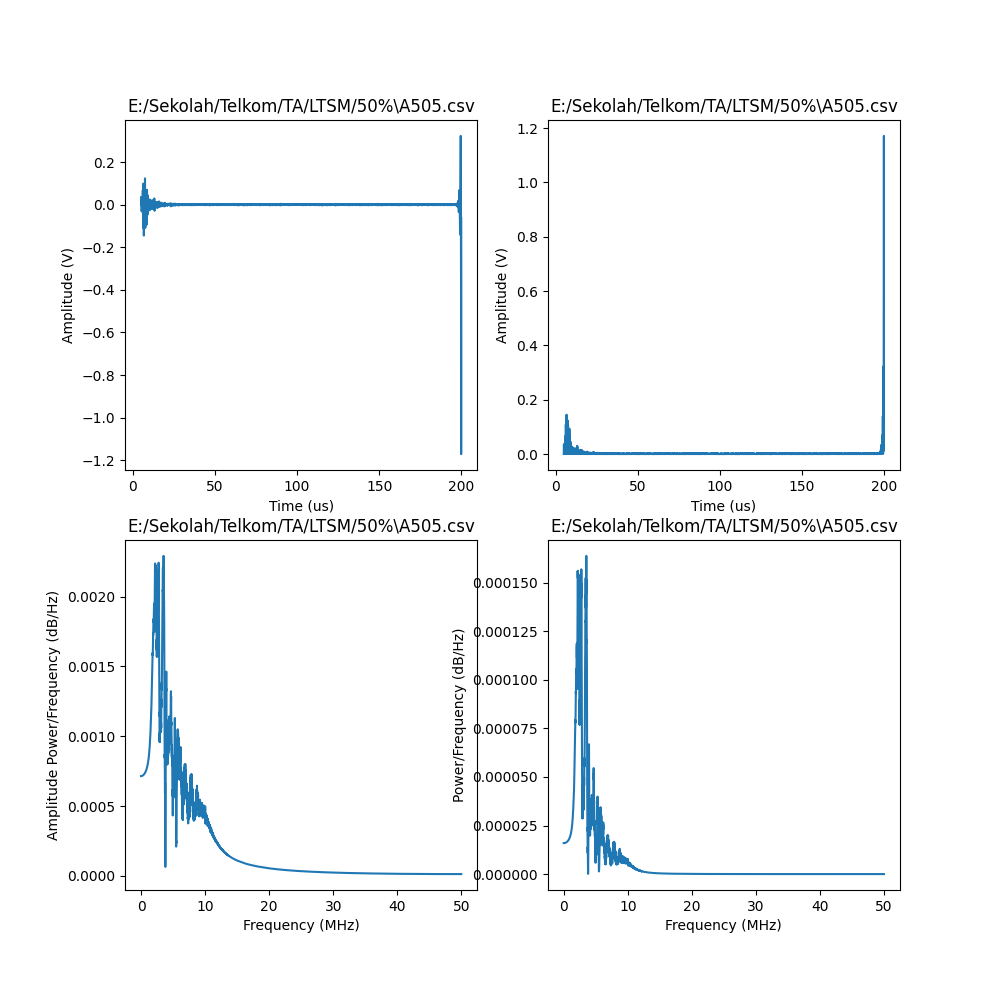 E:/Sekolah/Telkom/TA/LTSM/50%\A505.csv
Amplitude (V)
0.2
0.0
−0.2
−0.4
−0.6
−0.8
−1.0
−1.2
0 50 100 150 200
Time (us)
E:/Sekolah/Telkom/TA/LTSM/50%\A505.csv
Amplitude (V)
1.2
1.0
0.8
0.6
0.4
0.2
0.0
0 50 100 150 200
Time (us)
E:/Sekolah/Telkom/TA/LTSM/50%\A505.csv
Amplitude Power/Frequency (dB/Hz)
0.0020
0.0015
0.0010
0.0005
0.0000
0 10 20 30 40 50
Frequency (MHz)
E:/Sekolah/Telkom/TA/LTSM/50%\A505.csv
Power/Frequency (dB/Hz)
0.000150
0.000125
0.000100
0.000075
0.000050
0.000025
0.000000
0 10 20 30 40 50
Frequency (MHz)